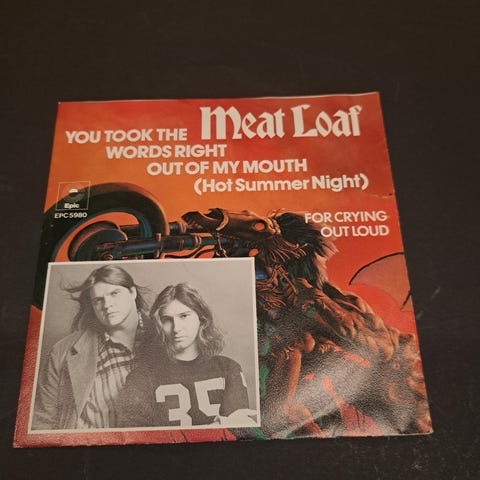 Meat Loaf
YOU TOOK THE
WORDS RIGHT
OUT OF MY MOUTH
(Hot Summer Night)
Epic
EPC 5980
FOR CRYING
OUT LOUD
35